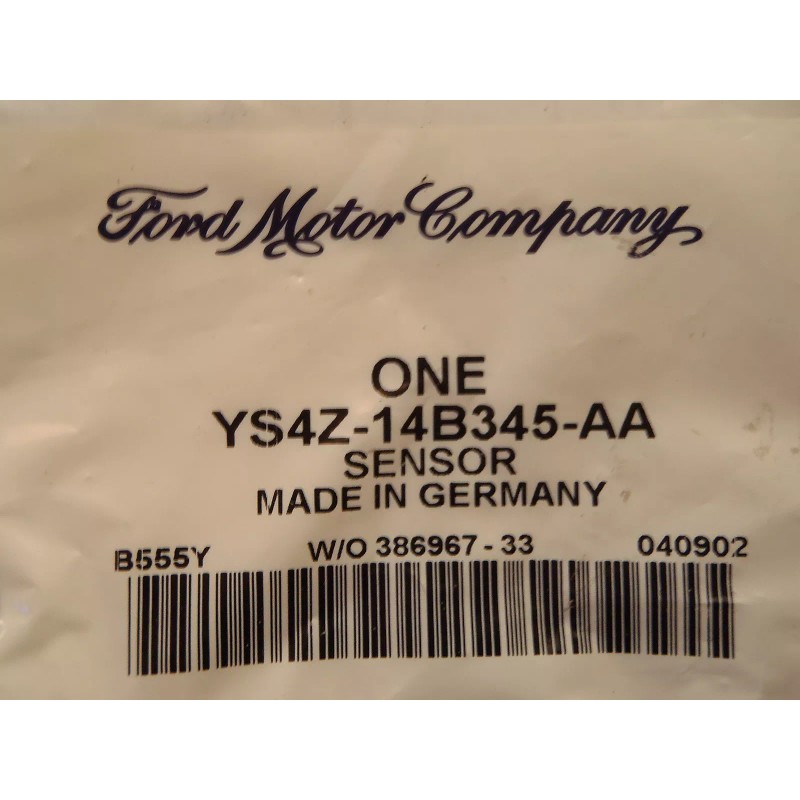 Ford Motor Company
ONE
YS4Z-14B345-AA
SENSOR
MADE IN GERMANY
B555Y W/O 386967-33 040902